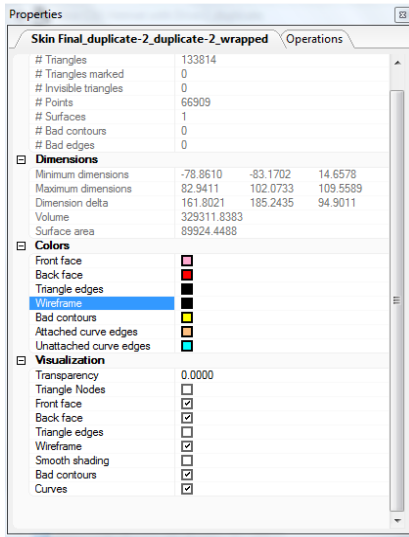 Properties
Skin Final_duplicate-2_duplicate-2_wrapped Operations
# Triangles 133814
# Triangles marked 0
# Invisible triangles 0
# Points 66909
# Surfaces 1
# Bad contours 0
# Bad edges 0
Dimensions
Minimum dimensions -78.8610 -83.1702 14.6578
Maximum dimensions 82.9411 102.0733 109.5589
Dimension delta 161.8021 185.2435 94.9011
Volume 329311.8383
Surface area 89924.4488
Colors
Front face
Back face
Triangle edges
Wireframe
Bad contours
Attached curve edges
Unattached curve edges
Visualization
Transparency 0.0000
Triangle Nodes
Front face
Back face
Triangle edges
Wireframe
Smooth shading
Bad contours
Curves